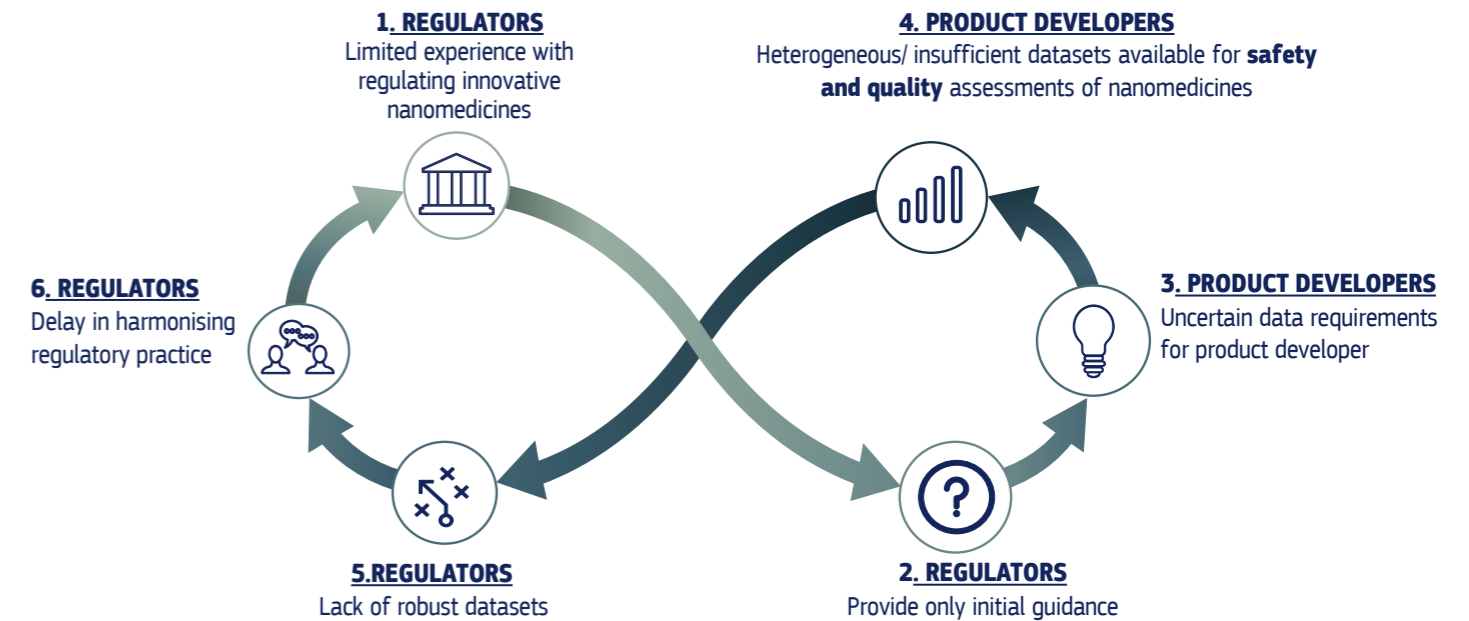 1. REGULATORS
Limited experience with
regulating innovative
nanomedicines
4. PRODUCT DEVELOPERS
Heterogeneous/ insufficient datasets available for safety
and quality assessments of nanomedicines
6. REGULATORS
Delay in harmonising
regulatory practice
3. PRODUCT DEVELOPERS
Uncertain data requirements
for product developer
5.REGULATORS
Lack of robust datasets
2. REGULATORS
Provide only initial guidance